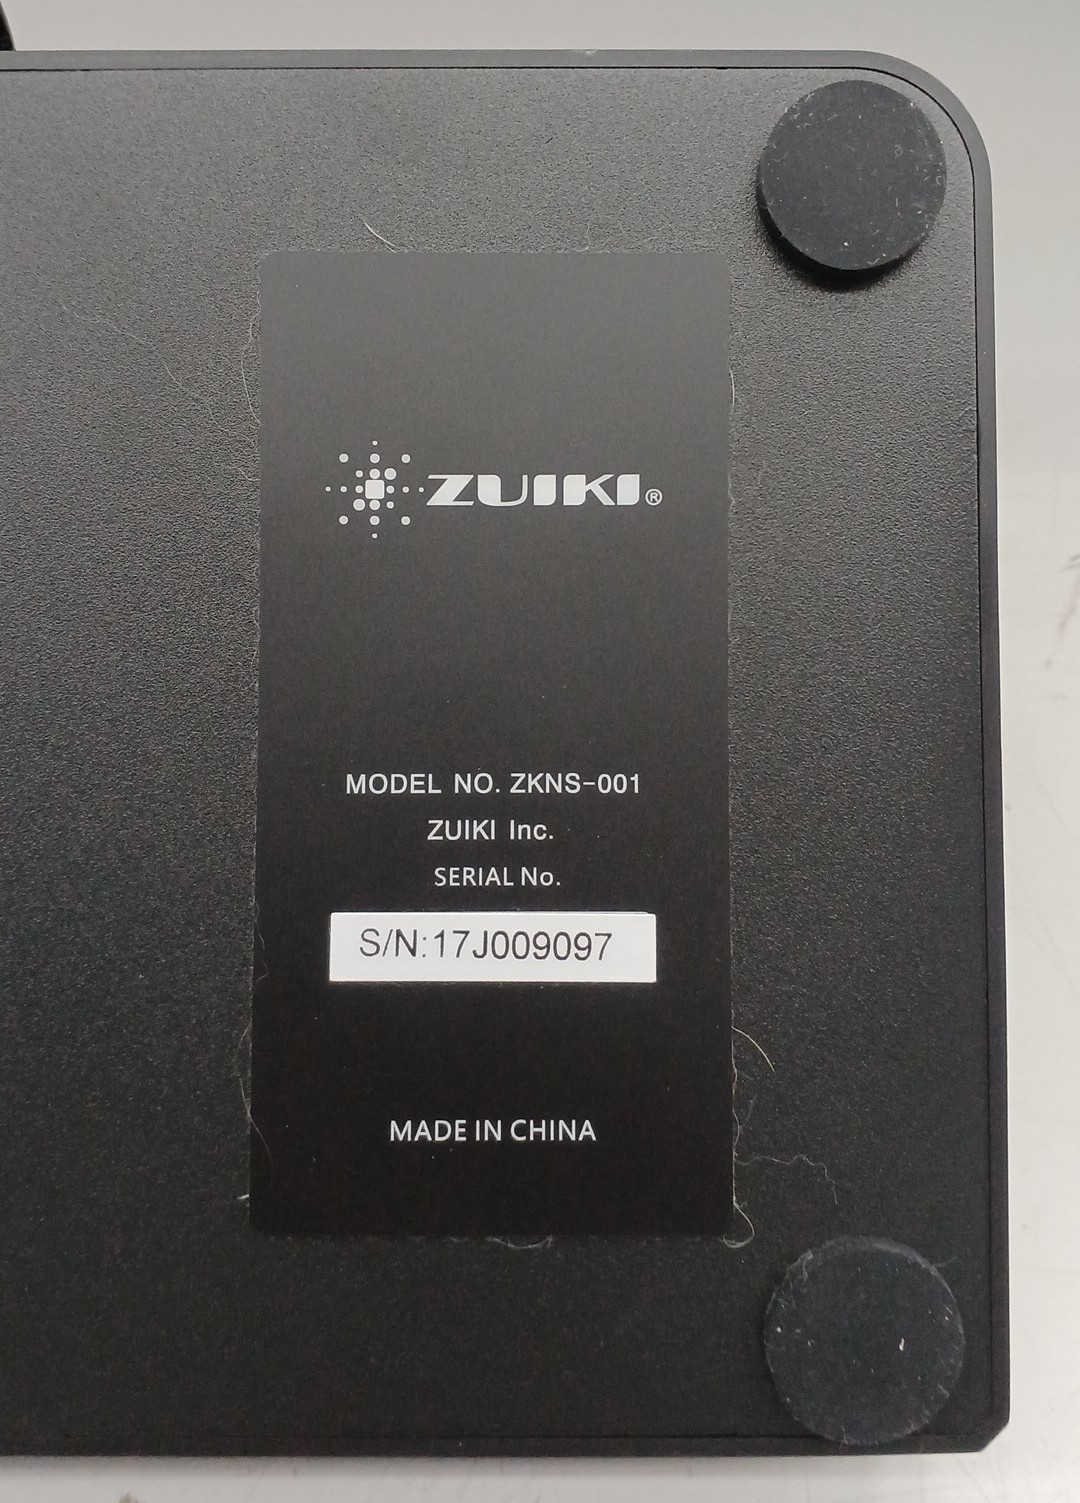 ZUIKI®
MODEL NO. ZKNS-001
ZUIKI Inc.
SERIAL No.
S/N:17J009097
MADE IN CHINA